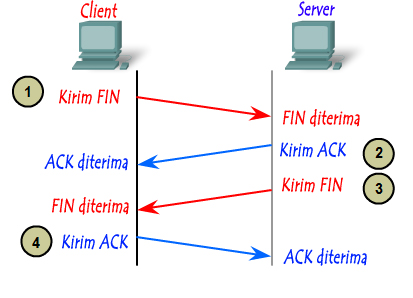 Client
Server
1
Kirim FIN
FIN diterima
Kirim ACK
2
ACK diterima
Kirim FIN
3
FIN diterima
4
Kirim ACK
ACK diterima